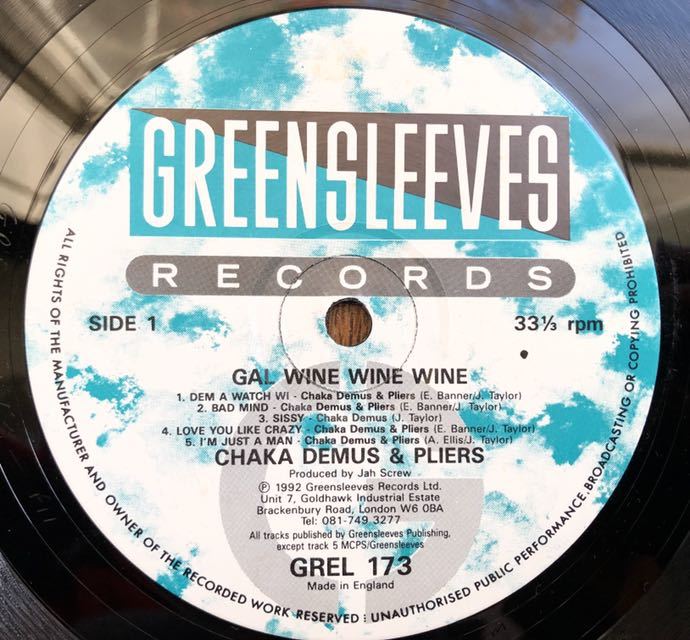 GREENSLEEVES
RECORDS
SIDE 1
33⅓ rpm
GAL WINE WINE WINE
1. DEM A WATCH WI - Chaka Demus & Pliers (E. Banner/J. Taylor)
2. BAD MIND - Chaka Demus & Pliers (E. Banner/J. Taylor)
3. SISSY - Chaka Demus (J. Taylor)
4. LOVE YOU LIKE CRAZY - Chaka Demus & Pliers (E. Banner/J. Taylor)
5. I'M JUST A MAN - Chaka Demus & Pliers (A. Ellis/J. Taylor)
CHAKA DEMUS & PLIERS
Produced by Jah Screw
℗ 1992 Greensleeves Records Ltd.
Unit 7, Goldhawk Industrial Estate
Brackenbury Road, London W6 0BA
Tel: 081-749 3277
All tracks published by Greensleeves Publishing,
except track 5 MCPS/Greensleeves
GREL 173
Made in England
ALL RIGHTS OF THE MANUFACTURER AND OWNER OF THE RECORDED WORK RESERVED : UNAUTHORISED PUBLIC PERFORMANCE.BROADCASTING OR COPYING PROHIBITED